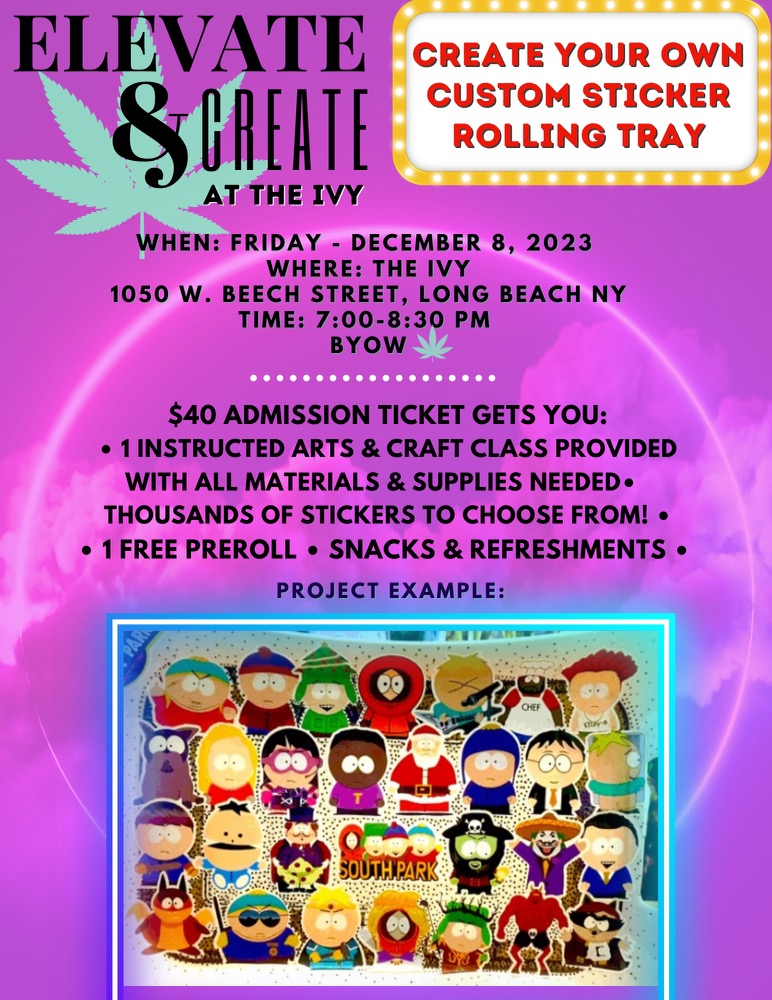 ELEVATE
& CREATE
AT THE IVY
CREATE YOUR OWN
CUSTOM STICKER
ROLLING TRAY
WHEN: FRIDAY - DECEMBER 8, 2023
WHERE: THE IVY
1050 W. BEECH STREET, LONG BEACH NY
TIME: 7:00-8:30 PM
BYOW
$40 ADMISSION TICKET GETS YOU:
• 1 INSTRUCTED ARTS & CRAFT CLASS PROVIDED
WITH ALL MATERIALS & SUPPLIES NEEDED•
THOUSANDS OF STICKERS TO CHOOSE FROM! •
• 1 FREE PREROLL • SNACKS & REFRESHMENTS •
PROJECT EXAMPLE:
CHEF
T
SOUTH PARK